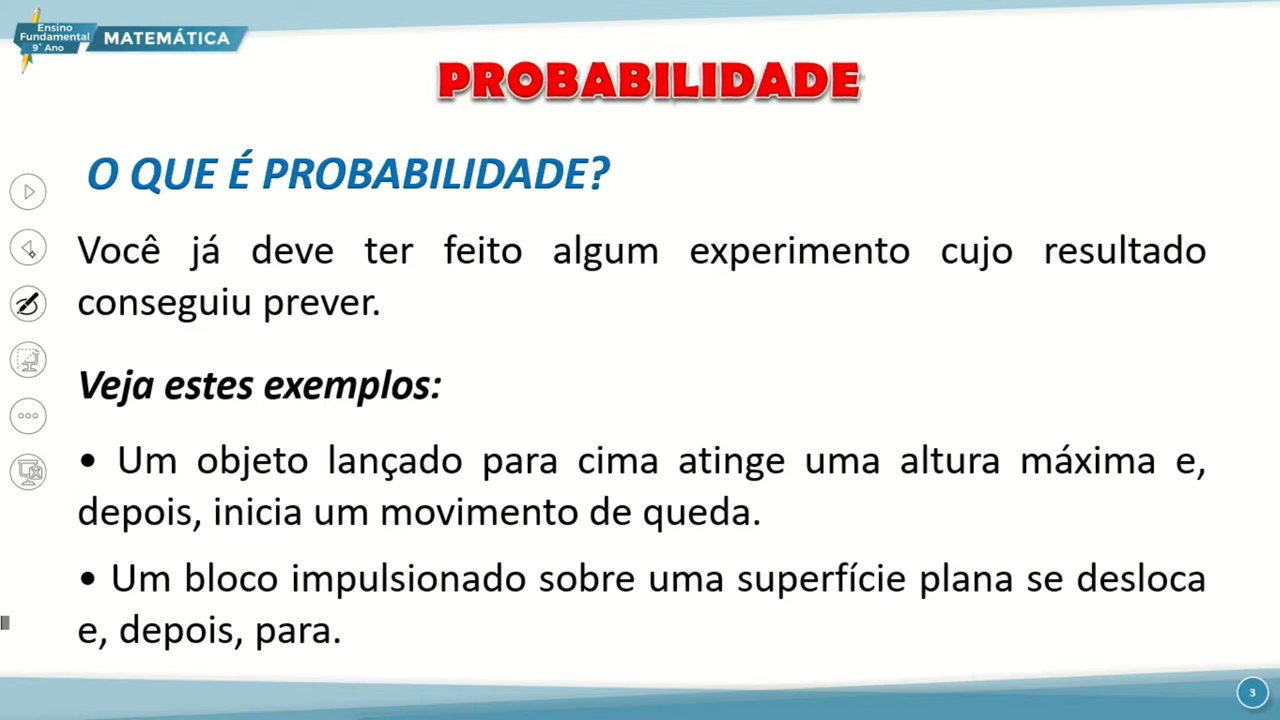 Ensino
Fundamental
9° Ano
MATEMÁTICA
PROBABILIDADE
O QUE É PROBABILIDADE?
Você já deve ter feito algum experimento cujo resultado
conseguiu prever.
Veja estes exemplos:
• Um objeto lançado para cima atinge uma altura máxima e,
depois, inicia um movimento de queda.
• Um bloco impulsionado sobre uma superfície plana se desloca
e, depois, para.
3